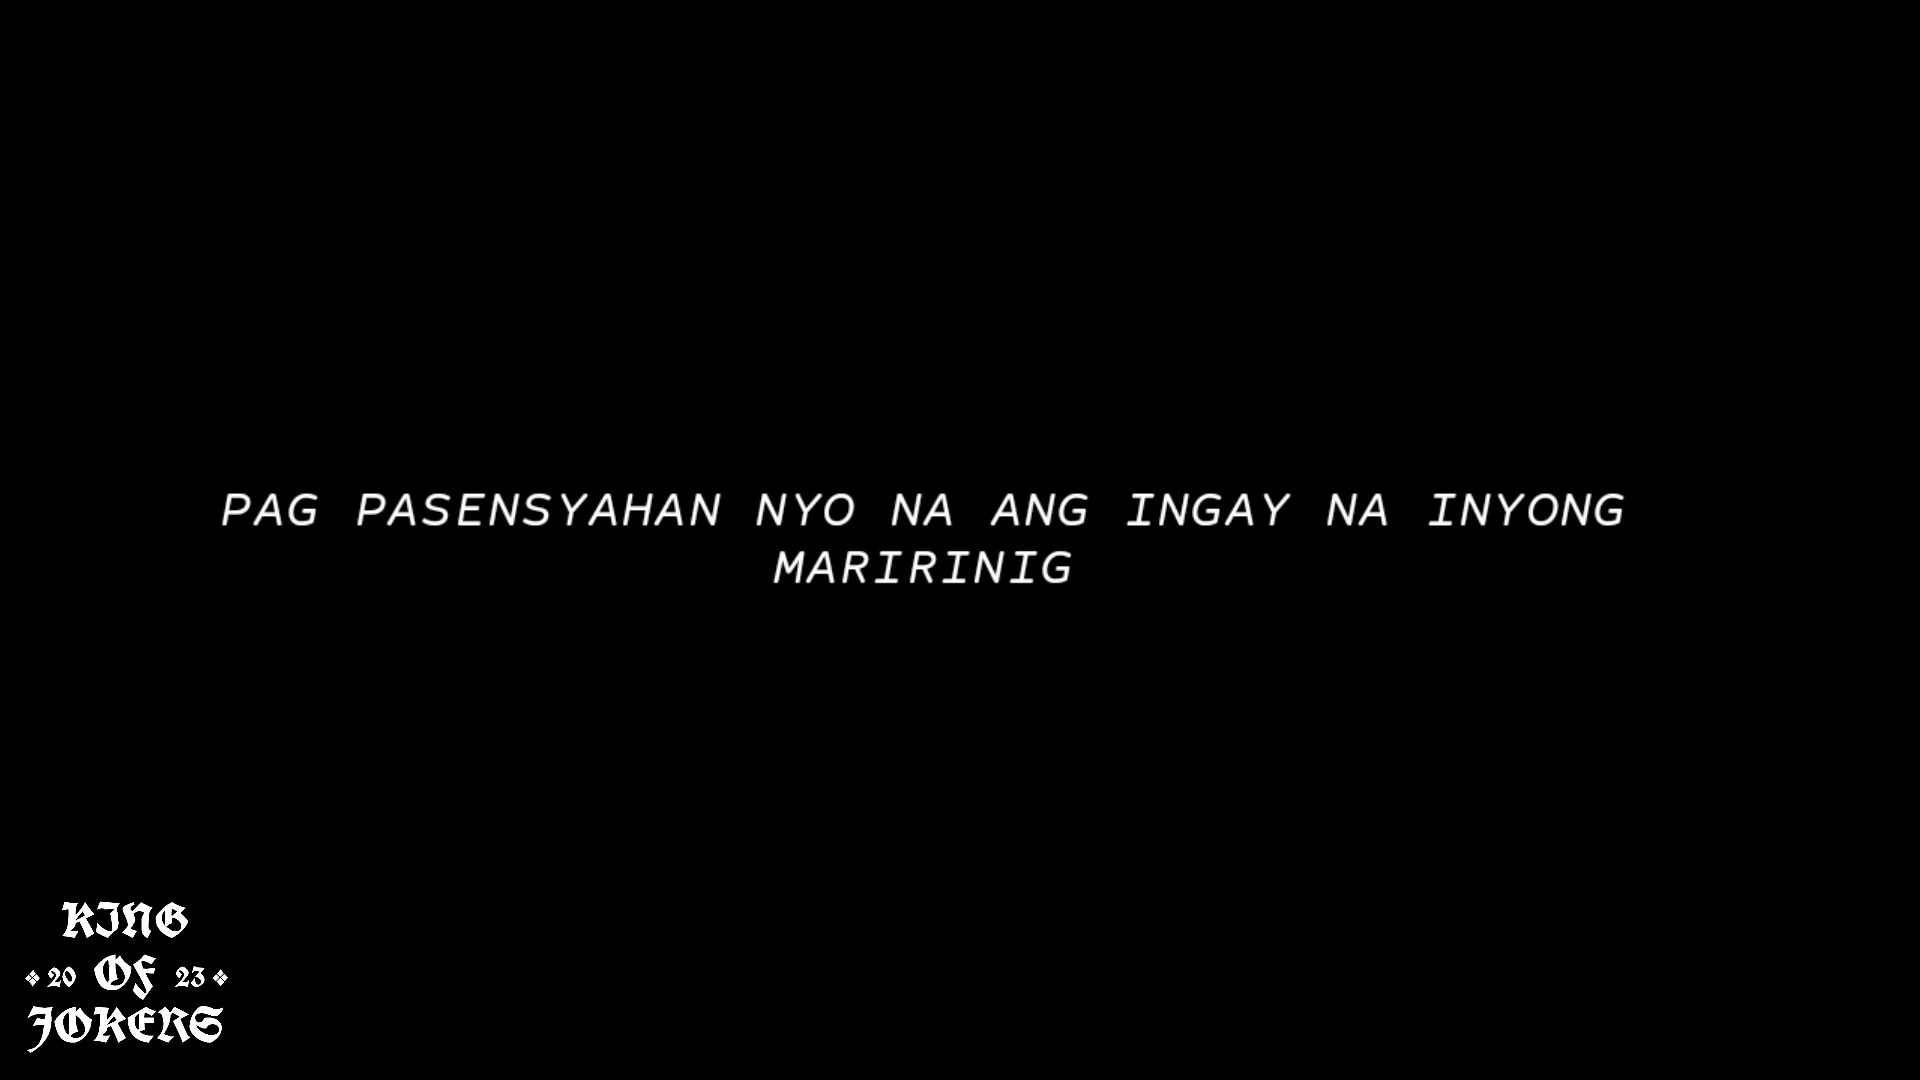 PAG PASENSYAHAN NYO NA ANG INGAY NA INYONG
MARIRINIG
KING
20 OF 23
JOKERS